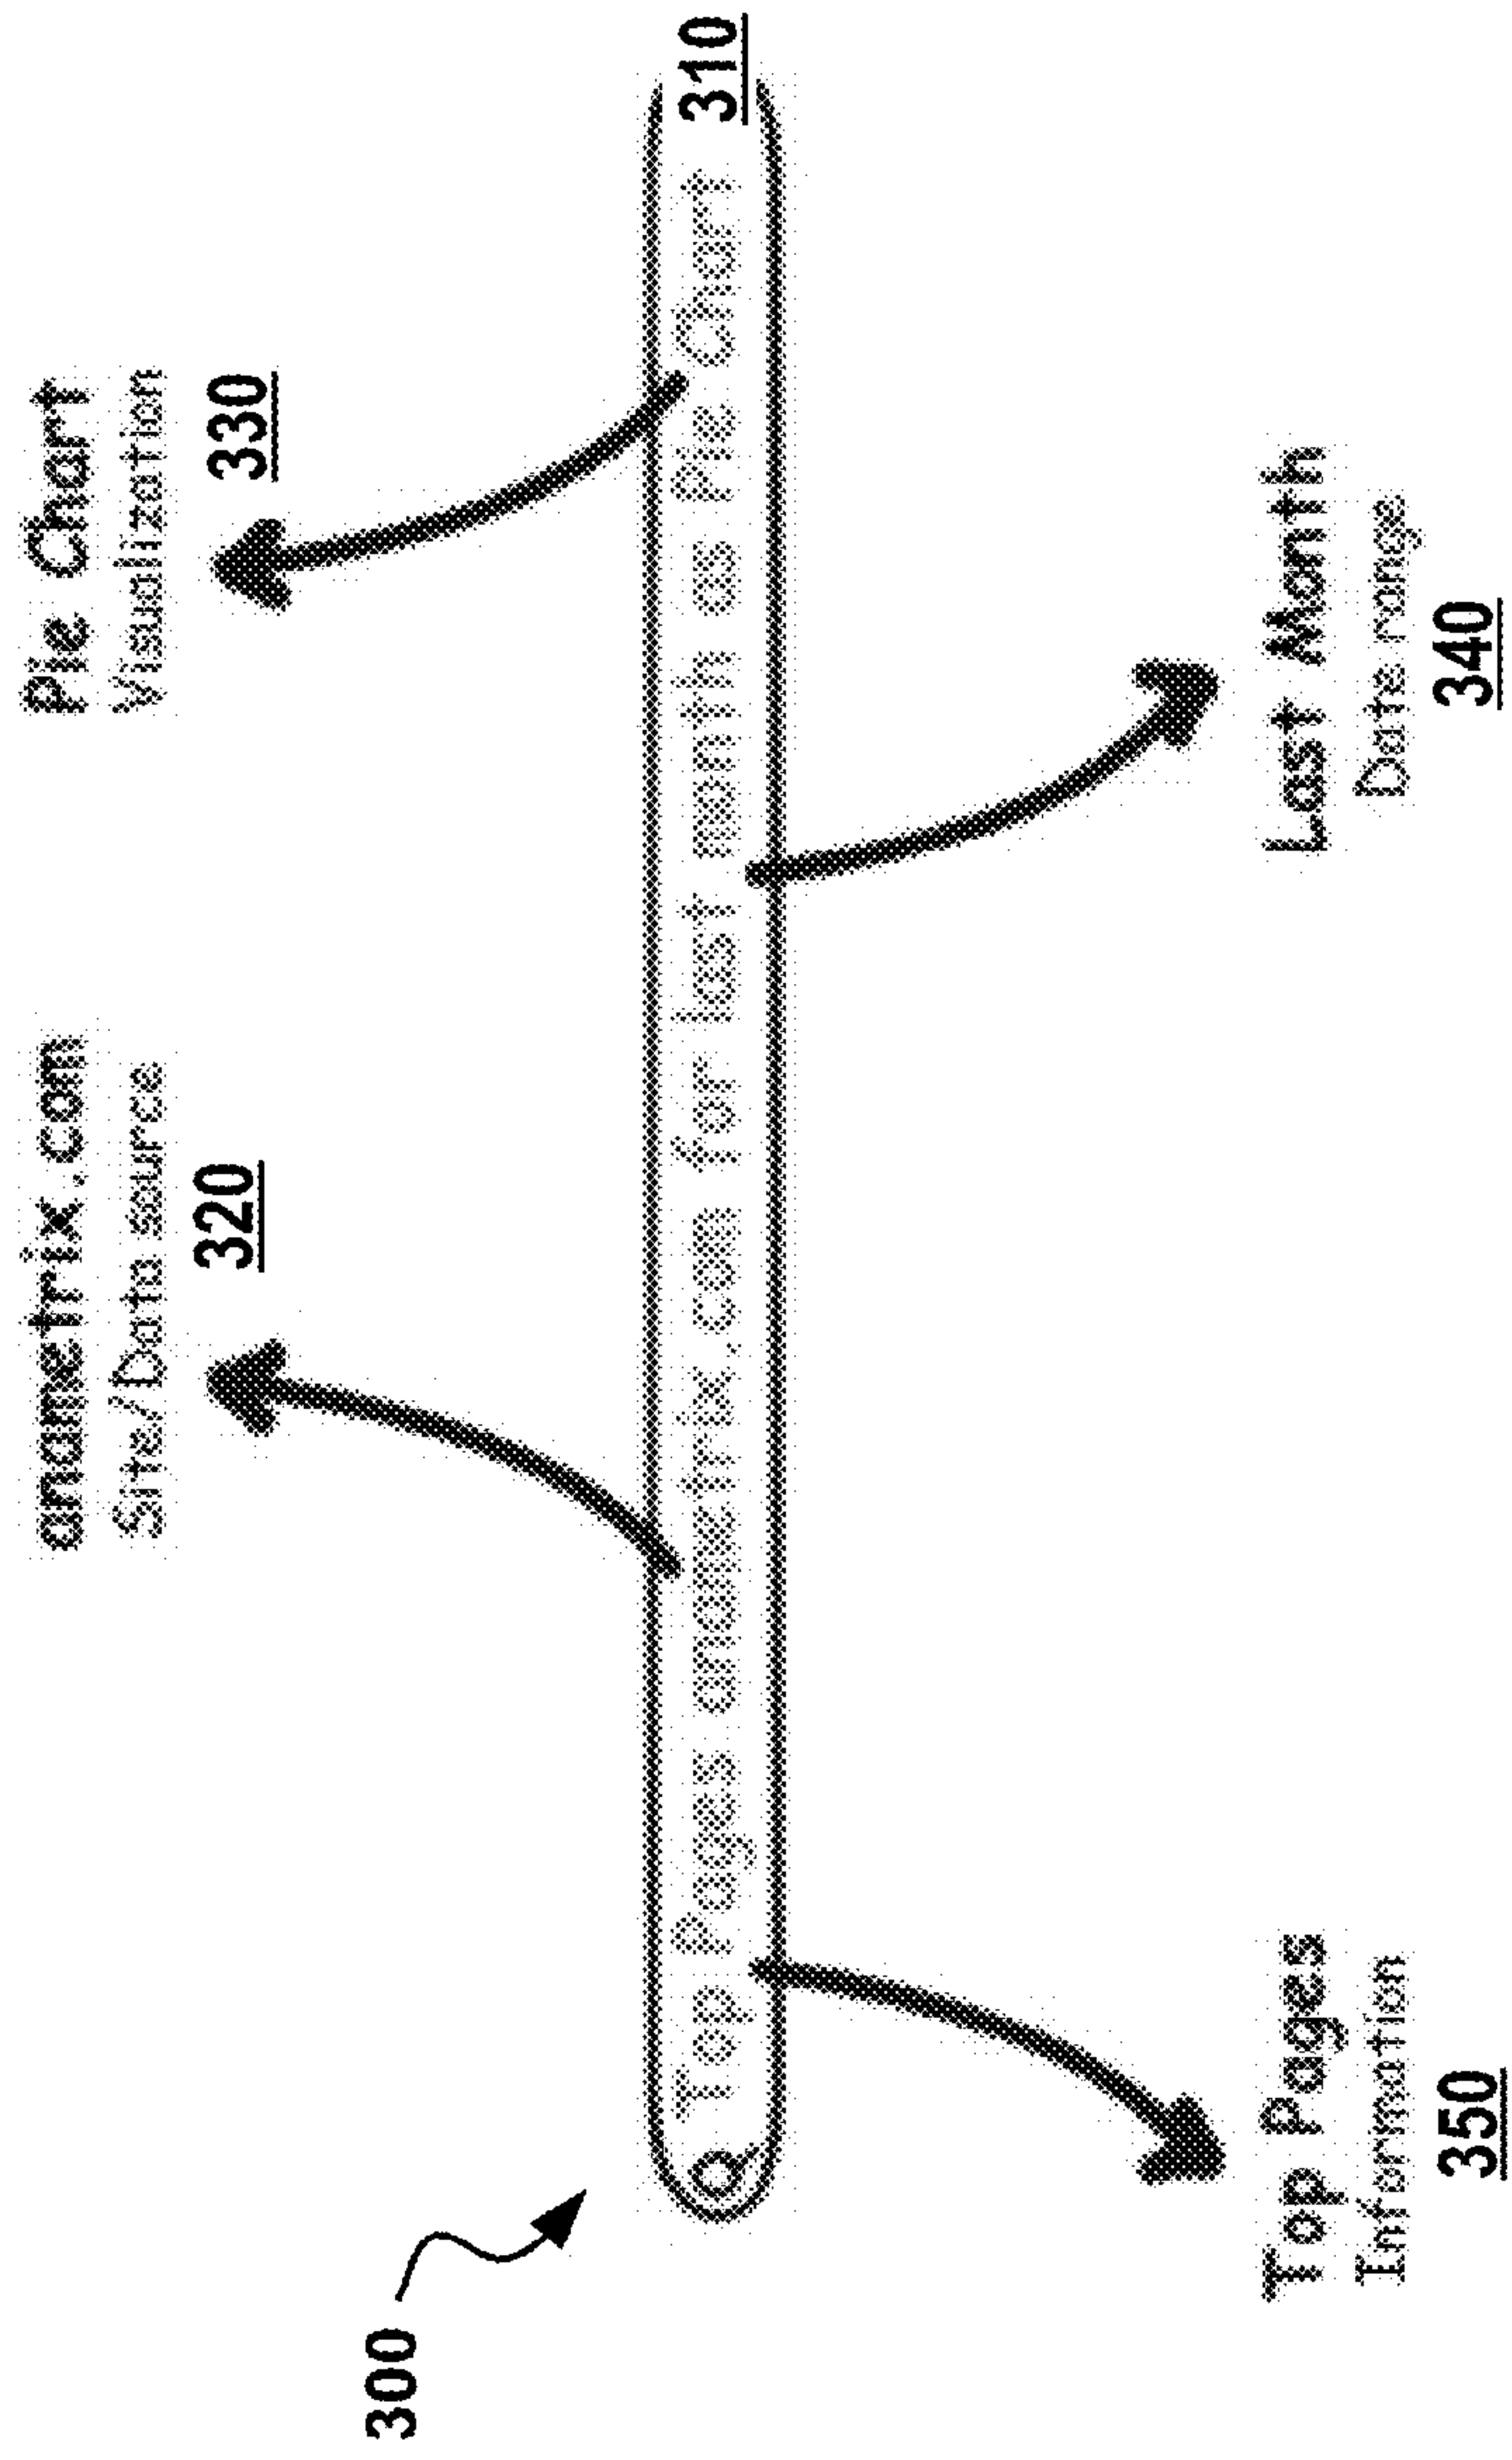 anametrix.com
Site/Data source
320
Pie Chart
Visualization
330
300
Top Pages anametrix.com for last month as Pie Chart 310
Top Pages
Information
350
Last Month
Date range
340